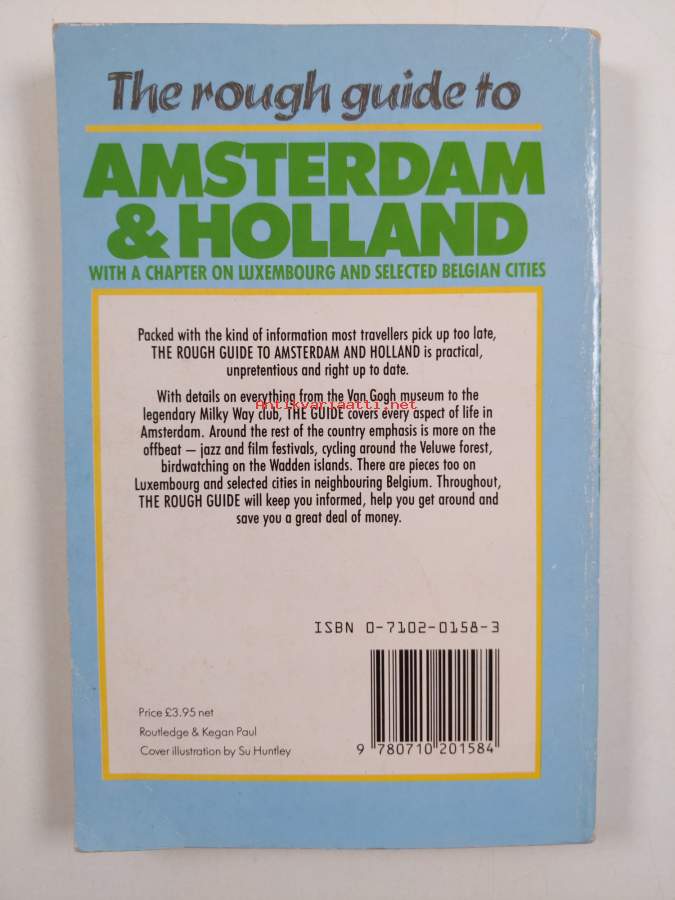 The rough guide to
AMSTERDAM
& HOLLAND
WITH A CHAPTER ON LUXEMBOURG AND SELECTED BELGIAN CITIES
Packed with the kind of information most travellers pick up too late,
THE ROUGH GUIDE TO AMSTERDAM AND HOLLAND is practical,
unpretentious and right up to date.
With details on everything from the Van Gogh museum to the
Antikvariaatti.net
legendary Milky Way club, THE GUIDE covers every aspect of life in
Amsterdam. Around the rest of the country emphasis is more on the
offbeat — jazz and film festivals, cycling around the Veluwe forest,
birdwatching on the Wadden islands. There are pieces too on
Luxembourg and selected cities in neighbouring Belgium. Throughout,
THE ROUGH GUIDE will keep you informed, help you get around and
save you a great deal of money.
ISBN 0-7102-0158-3
Price £3.95 net
Routledge & Kegan Paul
Cover illustration by Su Huntley
9 780710 201584